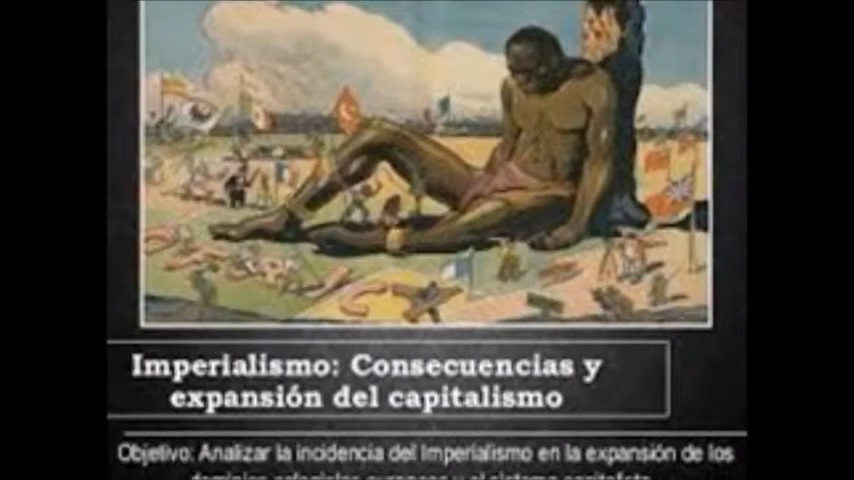 Imperialismo: Consecuencias y
expansión del capitalismo
Objetivo: Analizar la incidencia del Imperialismo en la expansión de los